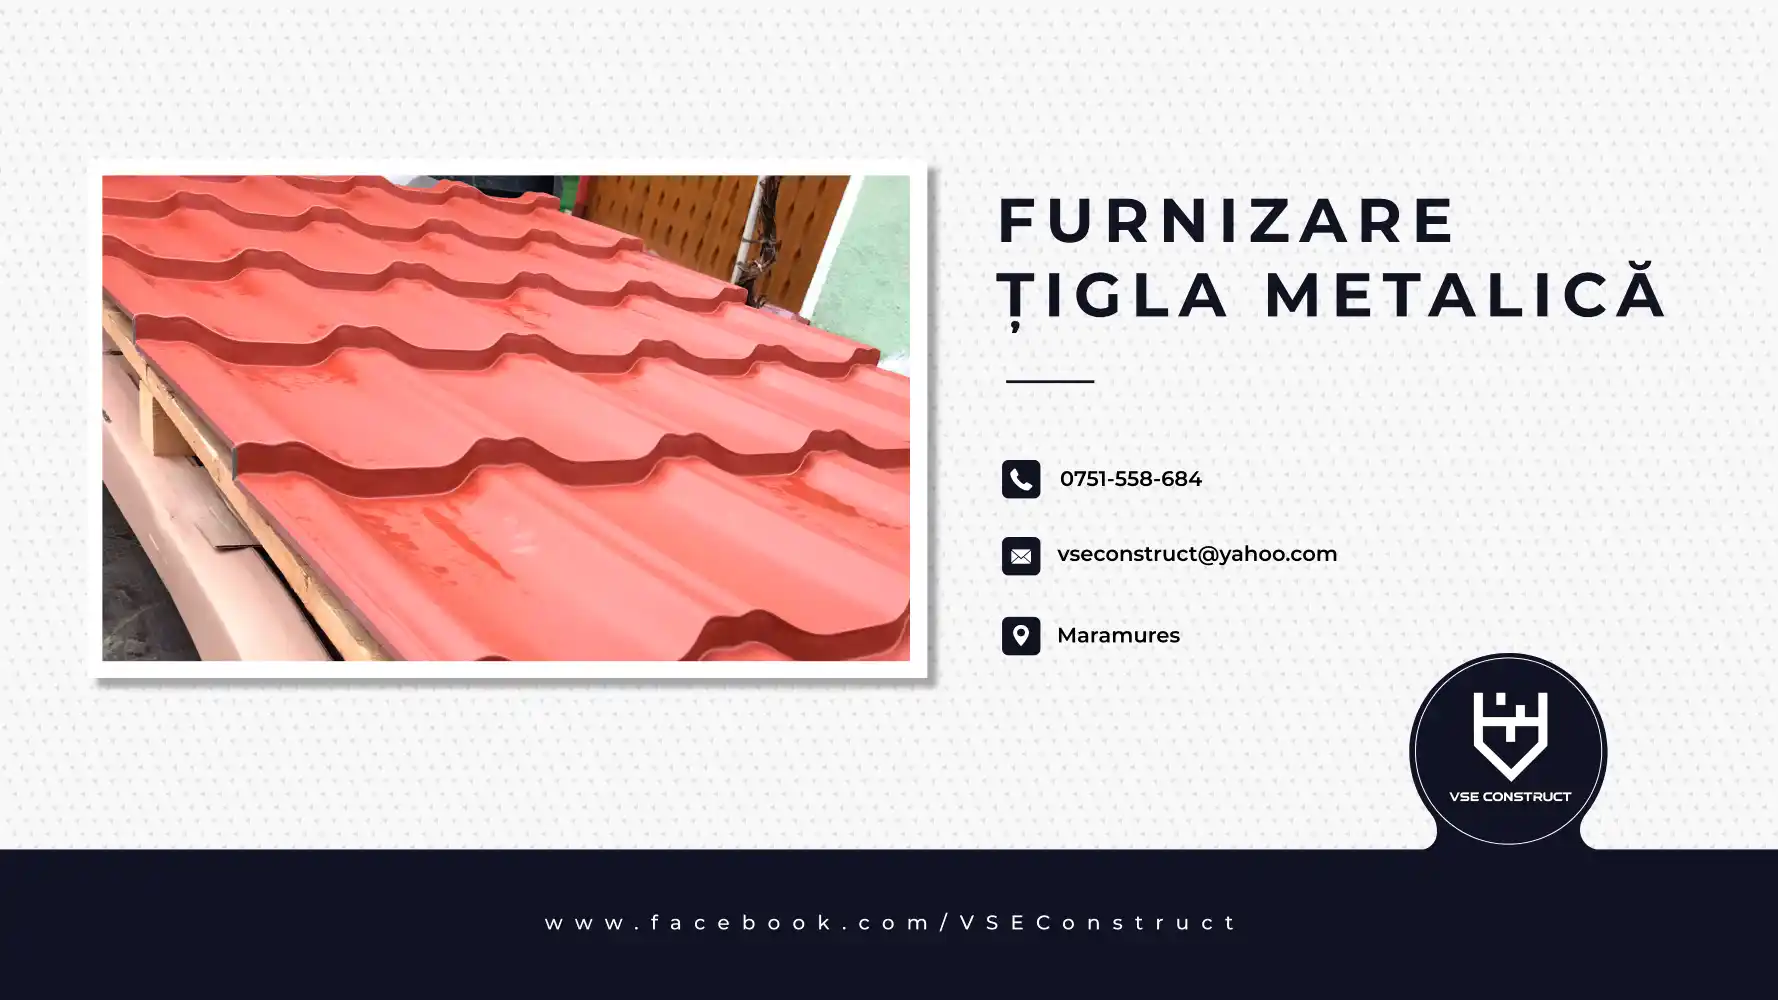 FURNIZARE
ȚIGLA METALICĂ
0751-558-684
vseconstruct@yahoo.com
Maramures
VSE CONSTRUCT
www.facebook.com/VSEConstruct